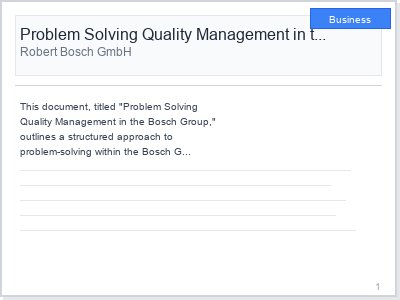 Business
Problem Solving Quality Management in t...
Robert Bosch GmbH
This document, titled "Problem Solving
Quality Management in the Bosch Group,"
outlines a structured approach to
problem-solving within the Bosch G...
1